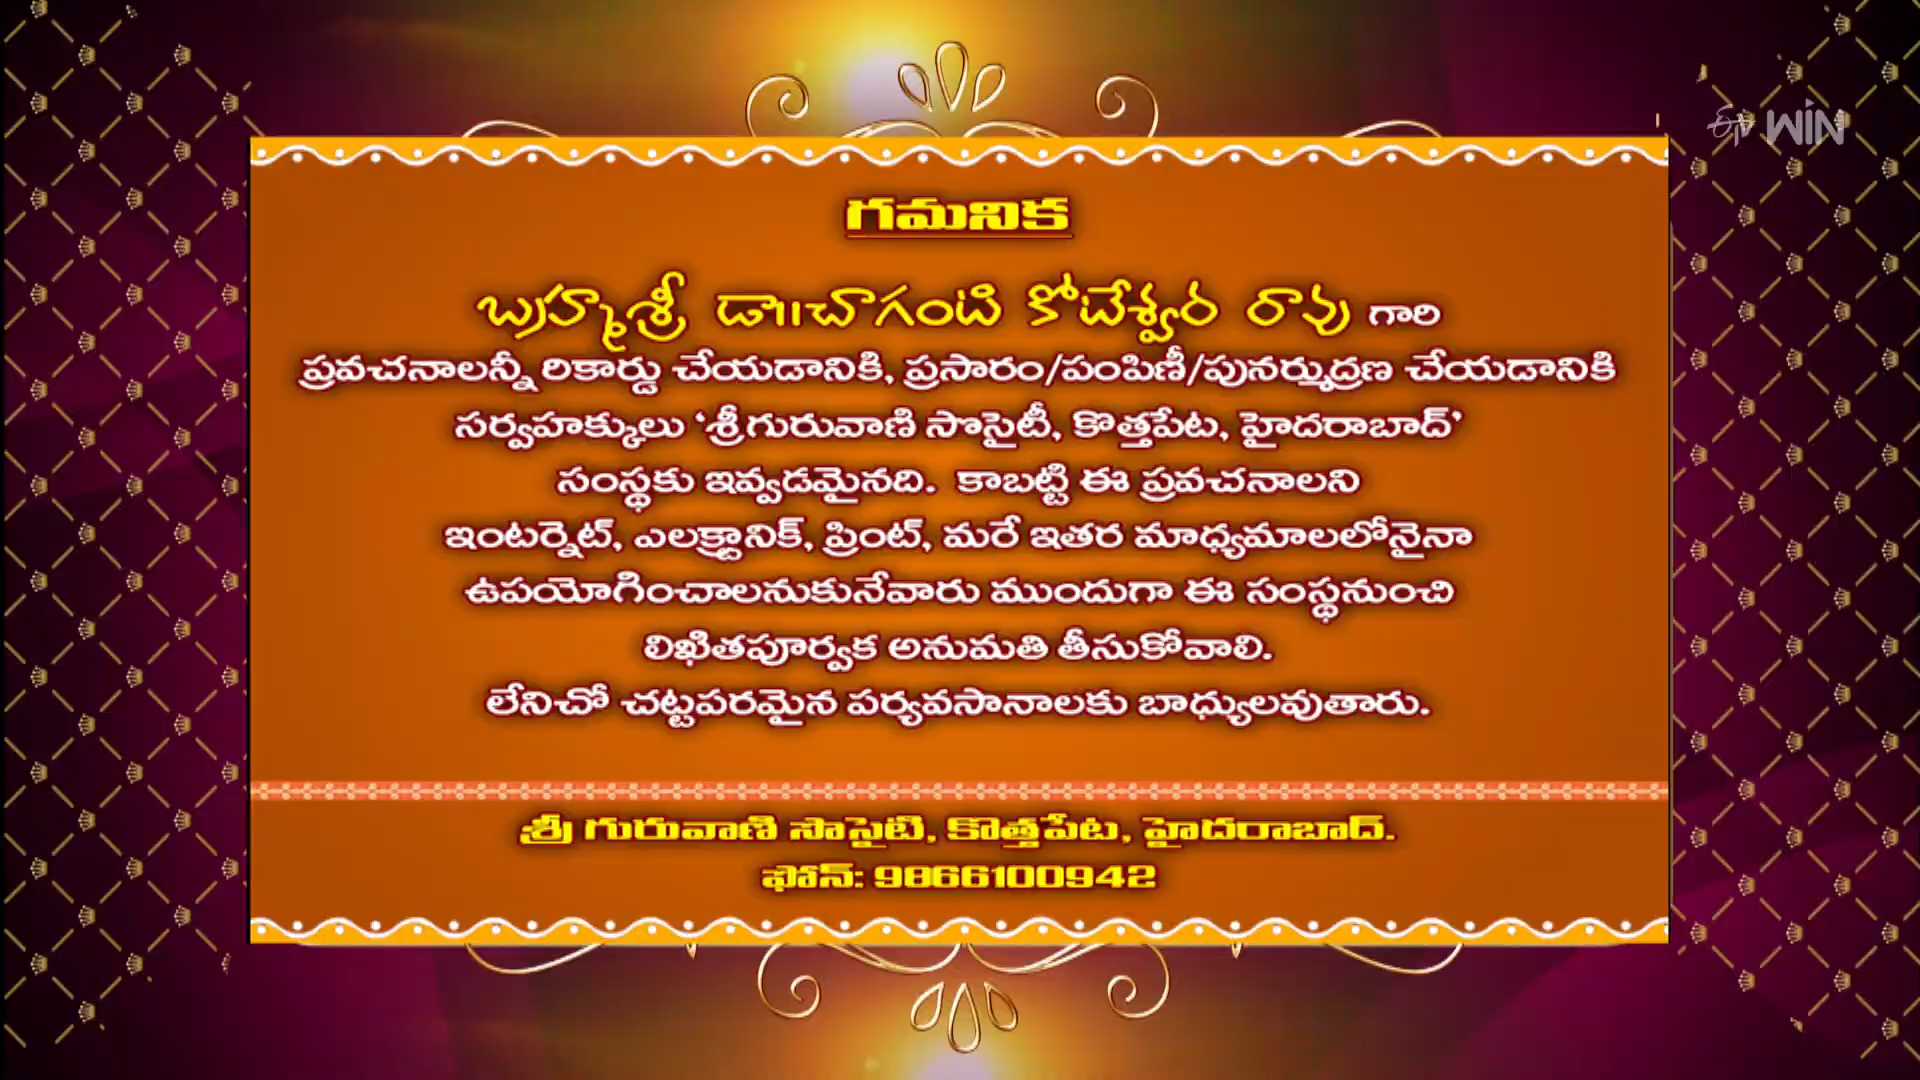 ఈటీవీ WIN
గమనిక
బ్రహ్మశ్రీ డా॥చాగంటి కోటేశ్వర రావు గారి
ప్రవచనాలన్నీ రికార్డు చేయడానికి, ప్రసారం/పంపిణీ/పునర్ముద్రణ చేయడానికి
సర్వహక్కులు ‘శ్రీగురువాణి సొసైటీ, కొత్తపేట, హైదరాబాద్’
సంస్థకు ఇవ్వడమైనది. కాబట్టి ఈ ప్రవచనాలని
ఇంటర్నెట్, ఎలక్ట్రానిక్, ప్రింట్, మరే ఇతర మాధ్యమాలలోనైనా
ఉపయోగించాలనుకునేవారు ముందుగా ఈ సంస్థనుంచి
లిఖితపూర్వక అనుమతి తీసుకోవాలి.
లేనిచో చట్టపరమైన పర్యవసానాలకు బాధ్యులవుతారు.
శ్రీ గురువాణి సొసైటి, కొత్తపేట, హైదరాబాద్.
ఫోన్: 9866100942